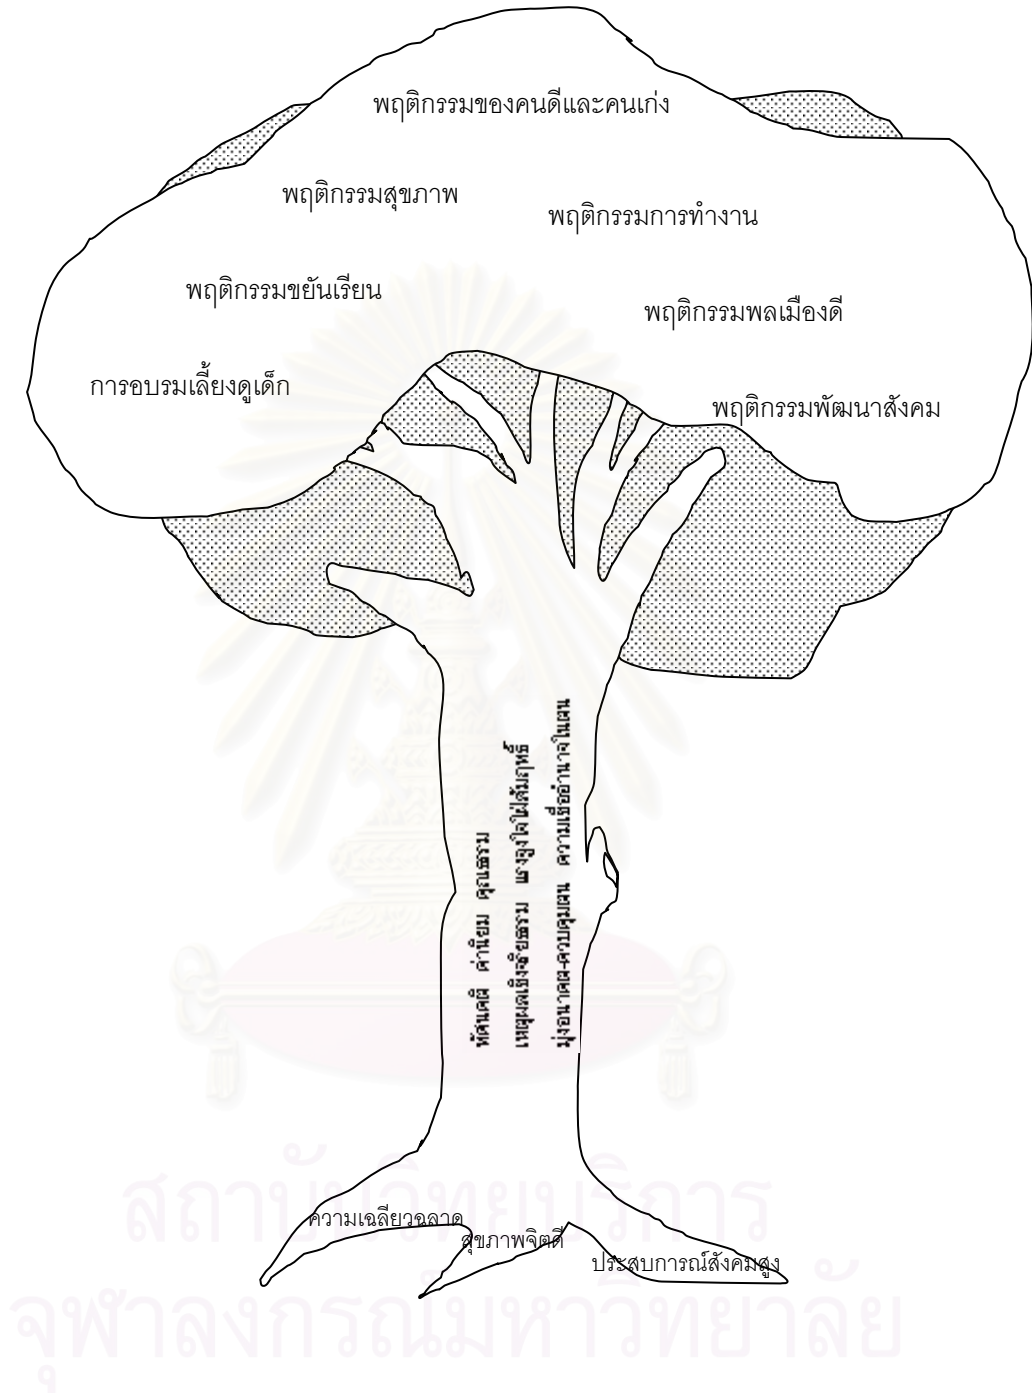 พฤติกรรมของคนดีและคนเก่ง
พฤติกรรมสุขภาพ
พฤติกรรมการทำงาน
พฤติกรรมขยันเรียน
พฤติกรรมพลเมืองดี
การอบรมเลี้ยงดูเด็ก
พฤติกรรมพัฒนาสังคม
ทัศนคติ ค่านิยม คุณธรรม
เหตุผลเชิงจริยธรรม แรงจูงใจใฝ่สัมฤทธิ์
มุ่งอนาคต-ควบคุมตน ความเชื่ออำนาจในตน
ความเฉลียวฉลาด
สุขภาพจิตดี
ประสบการณ์สังคมสูง
สถาบันวิทยบริการ
จุฬาลงกรณ์มหาวิทยาลัย